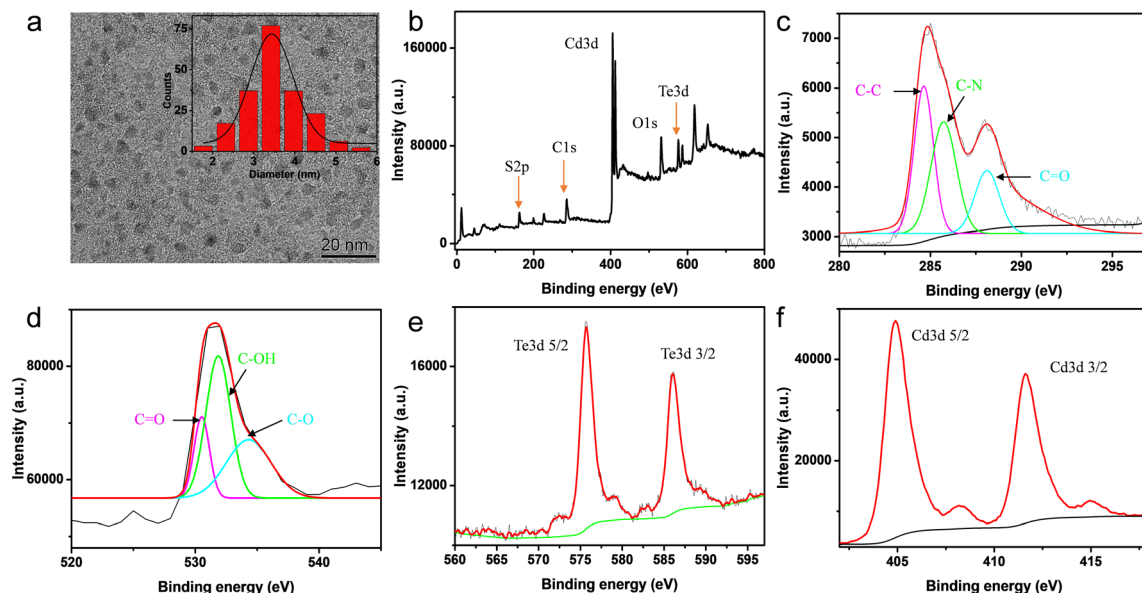 a
75
50
25
0
Counts
2
3
4
5
6
Diameter (nm)
20 nm
b
160000
80000
0
Intensity (a.u.)
Cd3d
S2p
C1s
O1s
Te3d
0
200
400
600
800
Binding energy (eV)
c
7000
6000
5000
4000
3000
Intensity (a.u.)
C-C
C-N
C=O
280
285
290
295
Binding energy (eV)
d
80000
60000
Intensity (a.u.)
C=O
C-OH
C-O
520
530
540
Binding energy (eV)
e
16000
12000
Intensity (a.u.)
Te3d 5/2
Te3d 3/2
560
565
570
575
580
585
590
595
Binding energy (eV)
f
40000
20000
0
Intensity (a.u.)
Cd3d 5/2
Cd3d 3/2
405
410
415
Binding energy (eV)